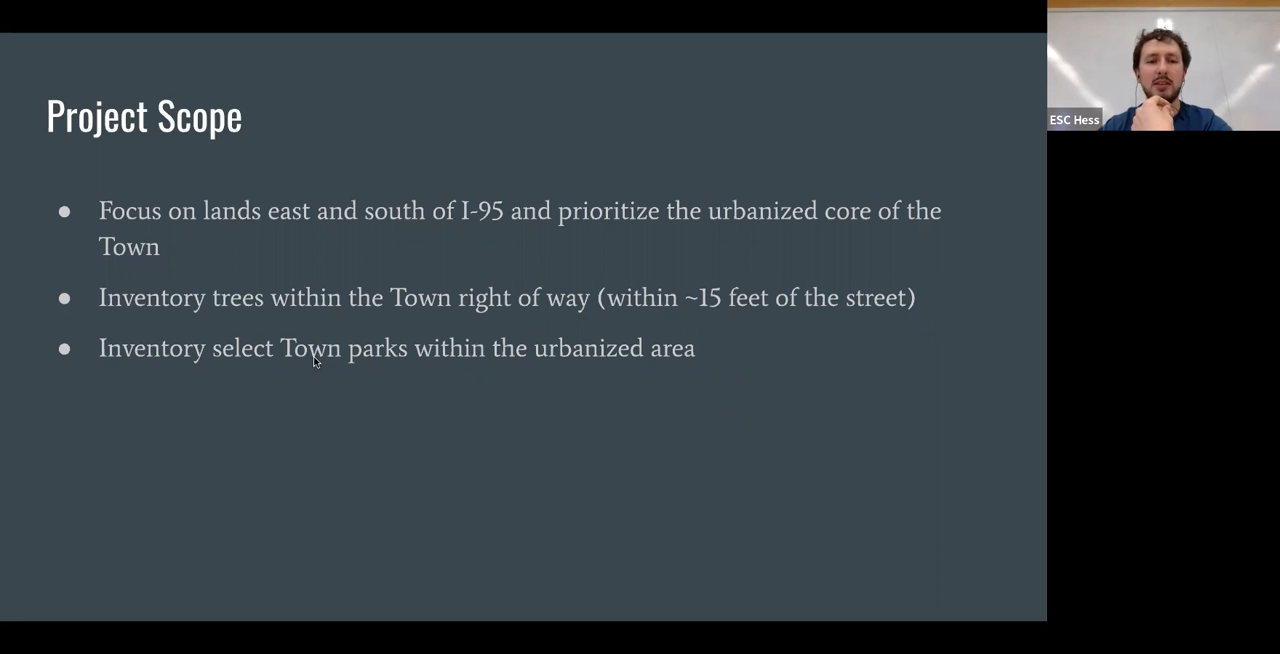 Project Scope
● Focus on lands east and south of I-95 and prioritize the urbanized core of the
Town
● Inventory trees within the Town right of way (within ~15 feet of the street)
● Inventory select Town parks within the urbanized area
ESC Hess